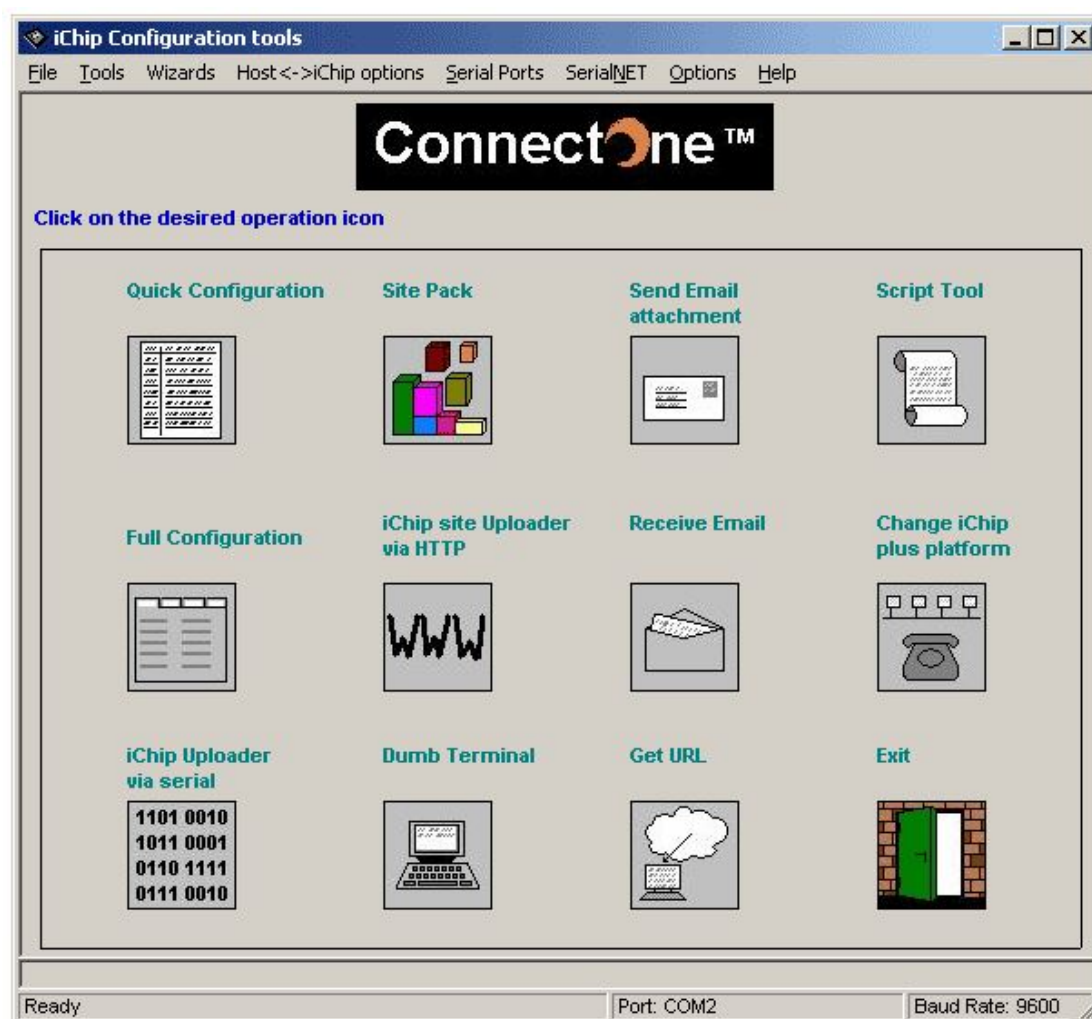 iChip Configuration tools
File Tools Wizards Host<->iChip options Serial Ports SerialNET Options Help
ConnectOne™
Click on the desired operation icon
Quick Configuration
Site Pack
Send Email
attachment
Script Tool
Full Configuration
iChip site Uploader
via HTTP
WWW
Receive Email
Change iChip
plus platform
iChip Uploader
via serial
1101 0010
1011 0001
0110 1111
0111 0010
Dumb Terminal
Get URL
Exit
Ready
Port: COM2
Baud Rate: 9600